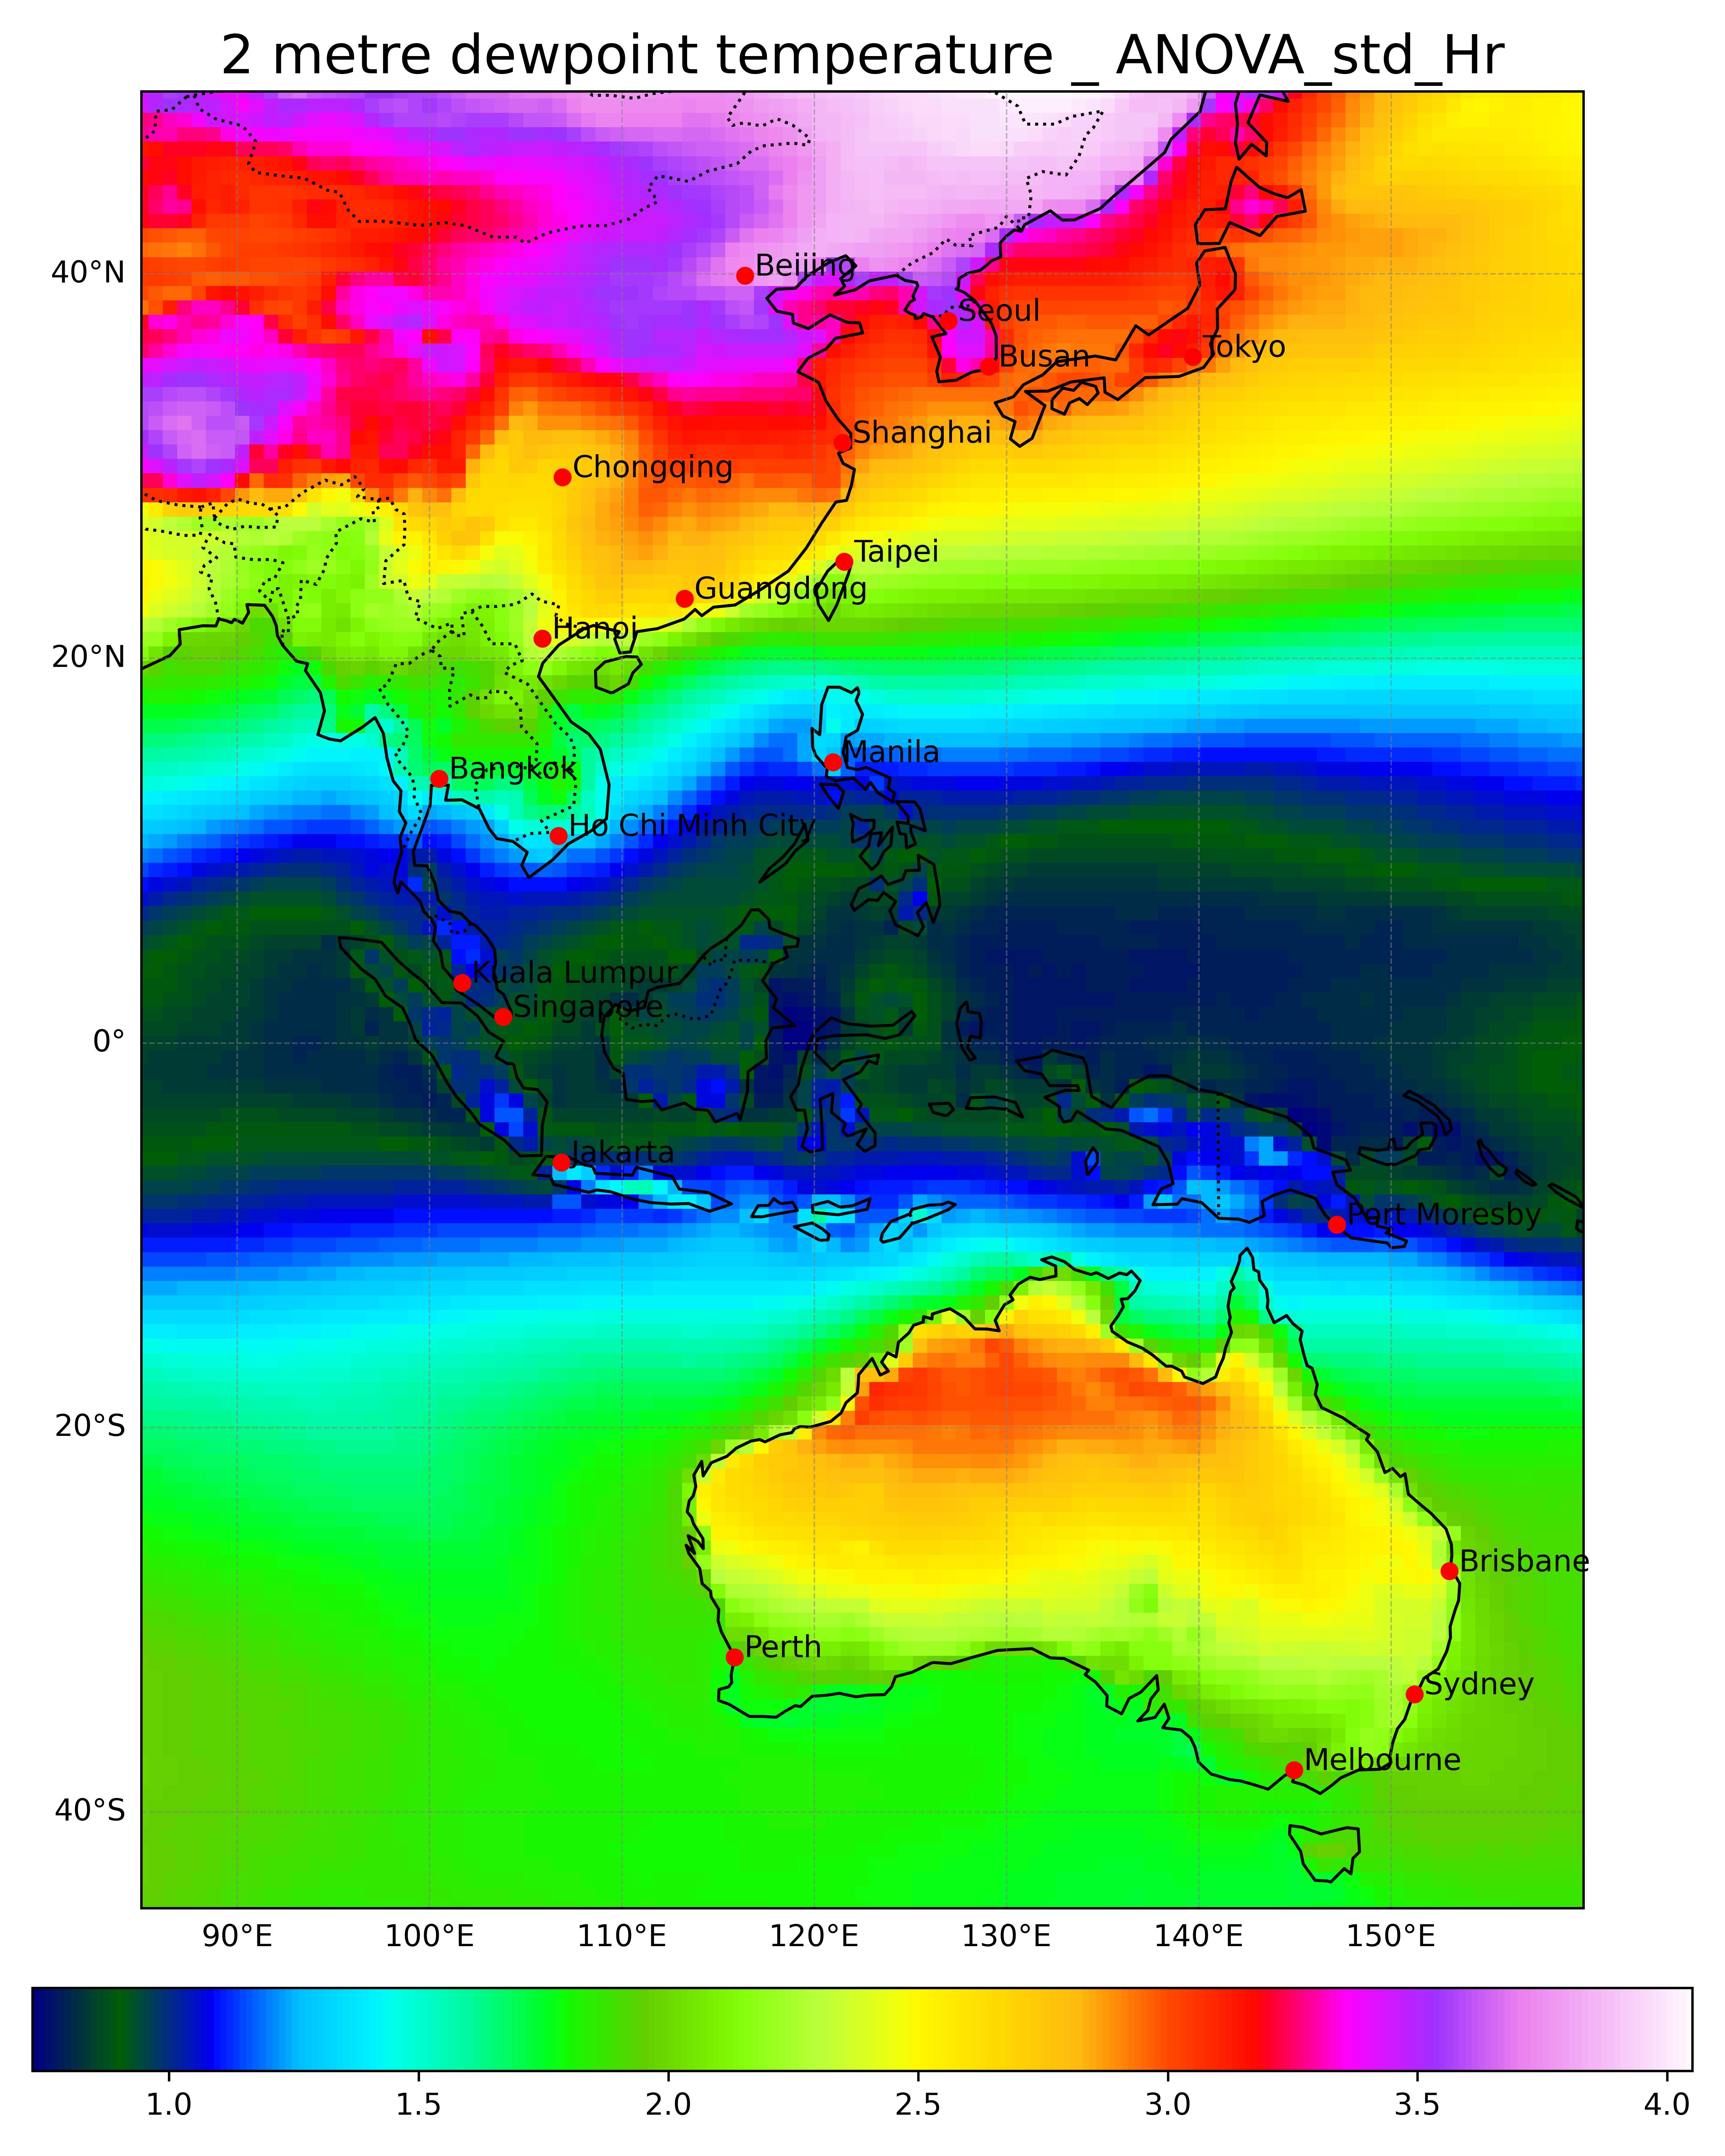 2 metre dewpoint temperature _ ANOVA_std_Hr
40°N
20°N
0°
20°S
40°S
Beijing
Seoul
Busan
Tokyo
Shanghai
Chongqing
Taipei
Guangdong
Hanoi
Manila
Bangkok
Ho Chi Minh City
Kuala Lumpur
Singapore
Jakarta
Port Moresby
Brisbane
Perth
Sydney
Melbourne
90°E 100°E 110°E 120°E 130°E 140°E 150°E
1.0 1.5 2.0 2.5 3.0 3.5 4.0